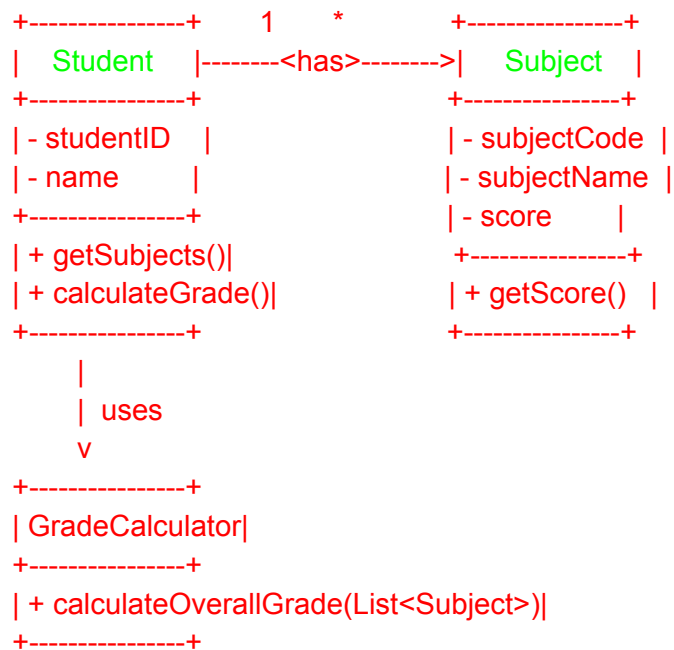 +----------------+ 1 * +----------------+
| Student |--------<has>-------->| Subject |
+----------------+ +----------------+
| - studentID | | - subjectCode |
| - name | | - subjectName |
+----------------+ | - score |
| + getSubjects()| +----------------+
| + calculateGrade()| | + getScore() |
+----------------+ +----------------+
|
| uses
v
+----------------+
| GradeCalculator|
+----------------+
| + calculateOverallGrade(List<Subject>)|
+----------------+